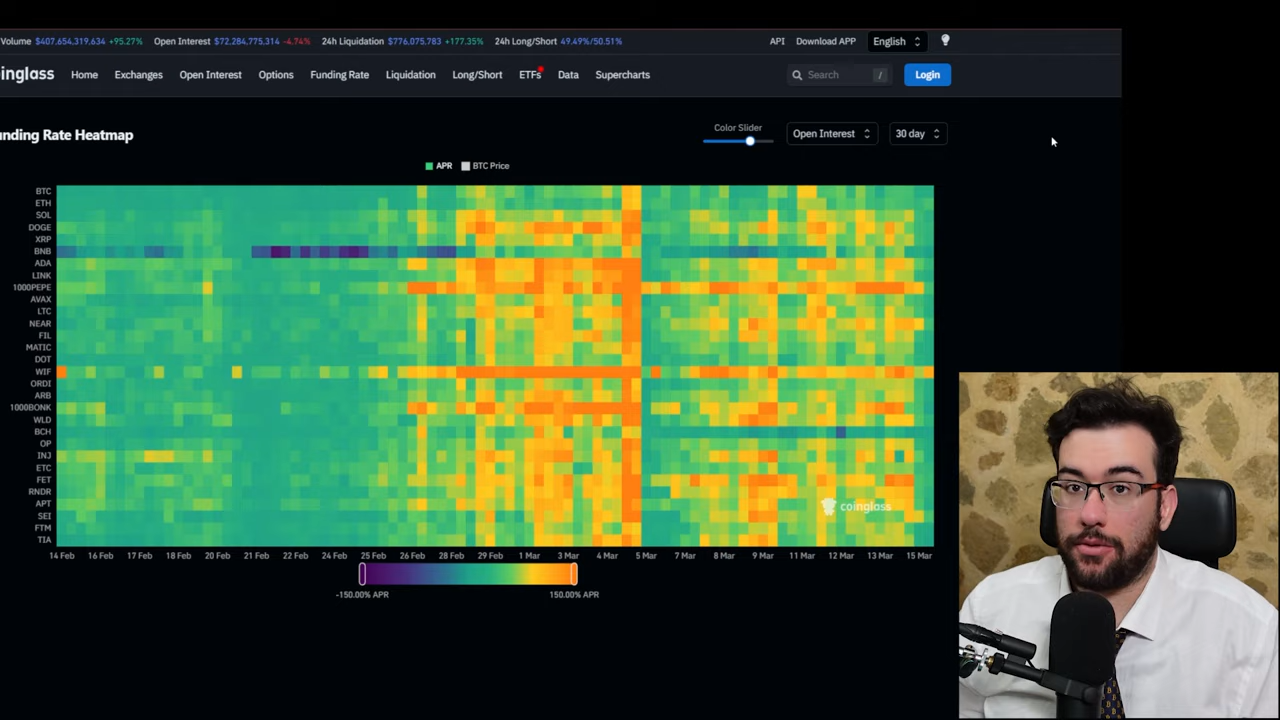 Volume $407,654,319,634 +95.27% Open Interest $72,284,775,314 -4.74% 24h Liquidation $776,075,783 +177.35% 24h Long/Short 49.49%/50.51% API Download APP English
inglass Home Exchanges Open Interest Options Funding Rate Liquidation Long/Short ETFs Data Supercharts Search / Login
nding Rate Heatmap Color Slider Open Interest 30 day
APR BTC Price
BTC
ETH
SOL
DOGE
XRP
BNB
ADA
LINK
1000PEPE
AVAX
LTC
NEAR
FIL
MATIC
DOT
WIF
ORDI
ARB
1000BONK
WLD
BCH
OP
INJ
ETC
FET
RNDR
APT
SEI
FTM
TIA
coinglass
14 Feb 16 Feb 17 Feb 18 Feb 20 Feb 21 Feb 22 Feb 24 Feb 25 Feb 26 Feb 28 Feb 29 Feb 1 Mar 3 Mar 4 Mar 5 Mar 7 Mar 8 Mar 9 Mar 11 Mar 12 Mar 13 Mar 15 Mar
-150.00% APR 150.00% APR